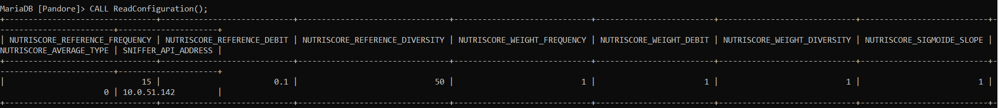 MariaDB [Pandore]> CALL ReadConfiguration();
+------------------------------+--------------------------+-----------------------------+----------------------------+-------------------------+----------------------------+-------------------------+-
----------------------+--------------------+
| NUTRISCORE_REFERENCE_FREQUENCY | NUTRISCORE_REFERENCE_DEBIT | NUTRISCORE_REFERENCE_DIVERSITY | NUTRISCORE_WEIGHT_FREQUENCY | NUTRISCORE_WEIGHT_DEBIT | NUTRISCORE_WEIGHT_DIVERSITY | NUTRISCORE_SIGMOIDE_SLOPE |
NUTRISCORE_AVERAGE_TYPE | SNIFFER_API_ADDRESS |
+------------------------------+--------------------------+-----------------------------+----------------------------+-------------------------+----------------------------+-------------------------+-
----------------------+--------------------+
| 15 | 0.1 | 50 | 1 | 1 | 1 | 1 |
0 | 10.0.51.142 |
+------------------------------+--------------------------+-----------------------------+----------------------------+-------------------------+----------------------------+-------------------------+-